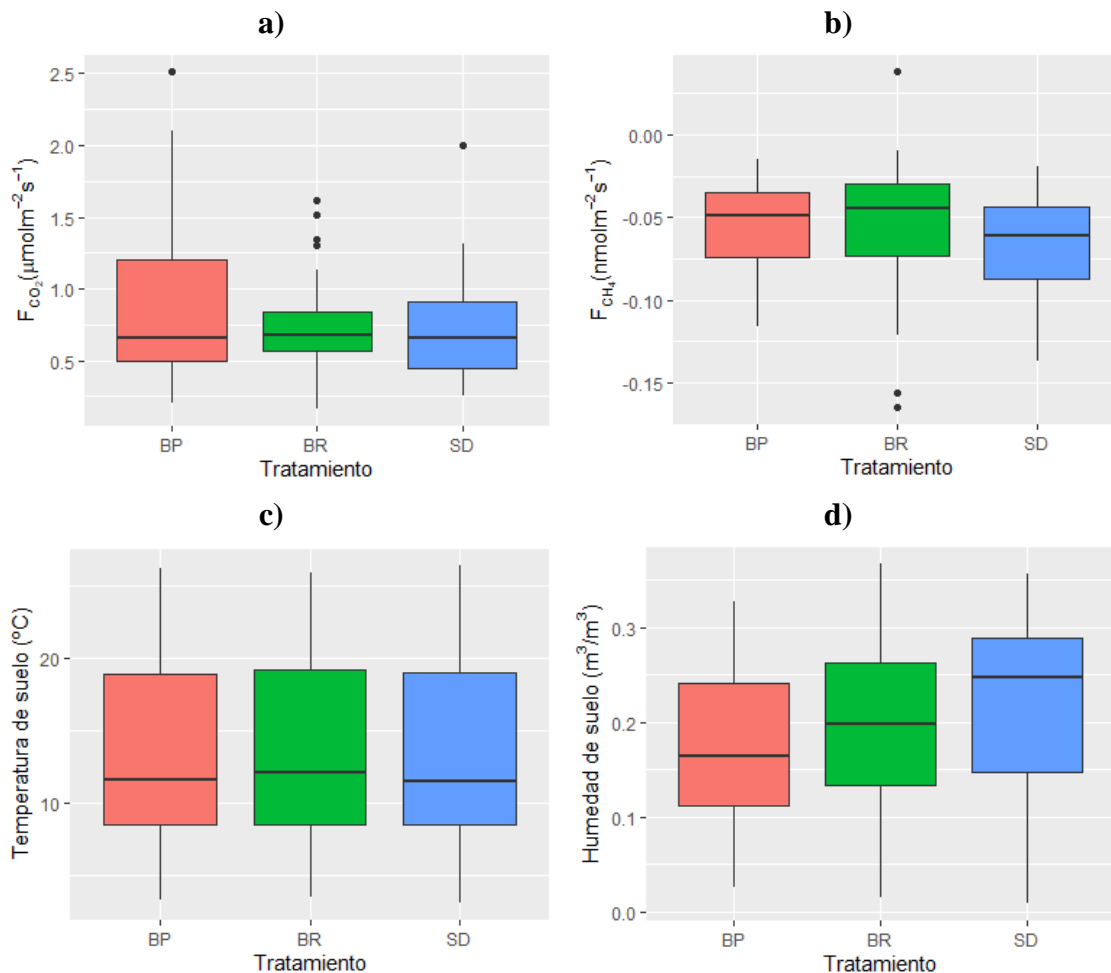 a)
2.5
2.0
1.5
1.0
0.5
F_CO₂(μmolm⁻²s⁻¹)
BP BR SD
Tratamiento
b)
0.00
-0.05
-0.10
-0.15
F_CH₄(nmolm⁻²s⁻¹)
BP BR SD
Tratamiento
c)
20
10
Temperatura de suelo (ºC)
BP BR SD
Tratamiento
d)
0.3
0.2
0.1
0.0
Humedad de suelo (m³/m³)
BP BR SD
Tratamiento